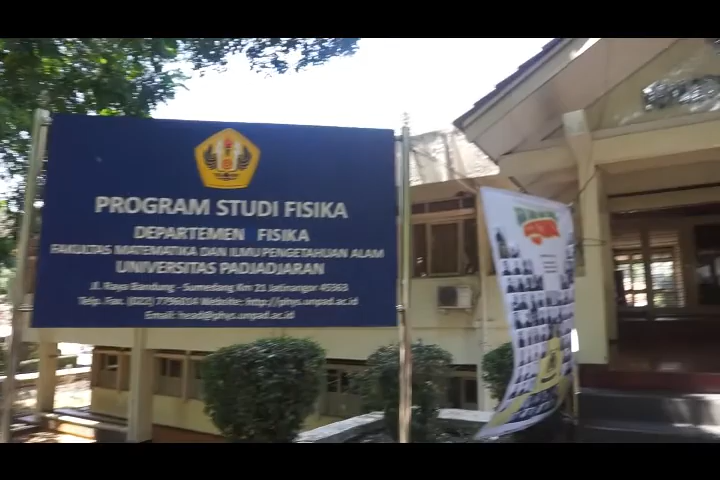 PROGRAM STUDI FISIKA
DEPARTEMEN FISIKA
FAKULTAS MATEMATIKA DAN ILMU PENGETAHUAN ALAM
UNIVERSITAS PADJADJARAN
Jl. Raya Bandung - Sumedang Km 21 Jatinangor 45363
Telp. Fax. (022) 7796014 Website: http://phys.unpad.ac.id
Email: head@phys.unpad.ac.id